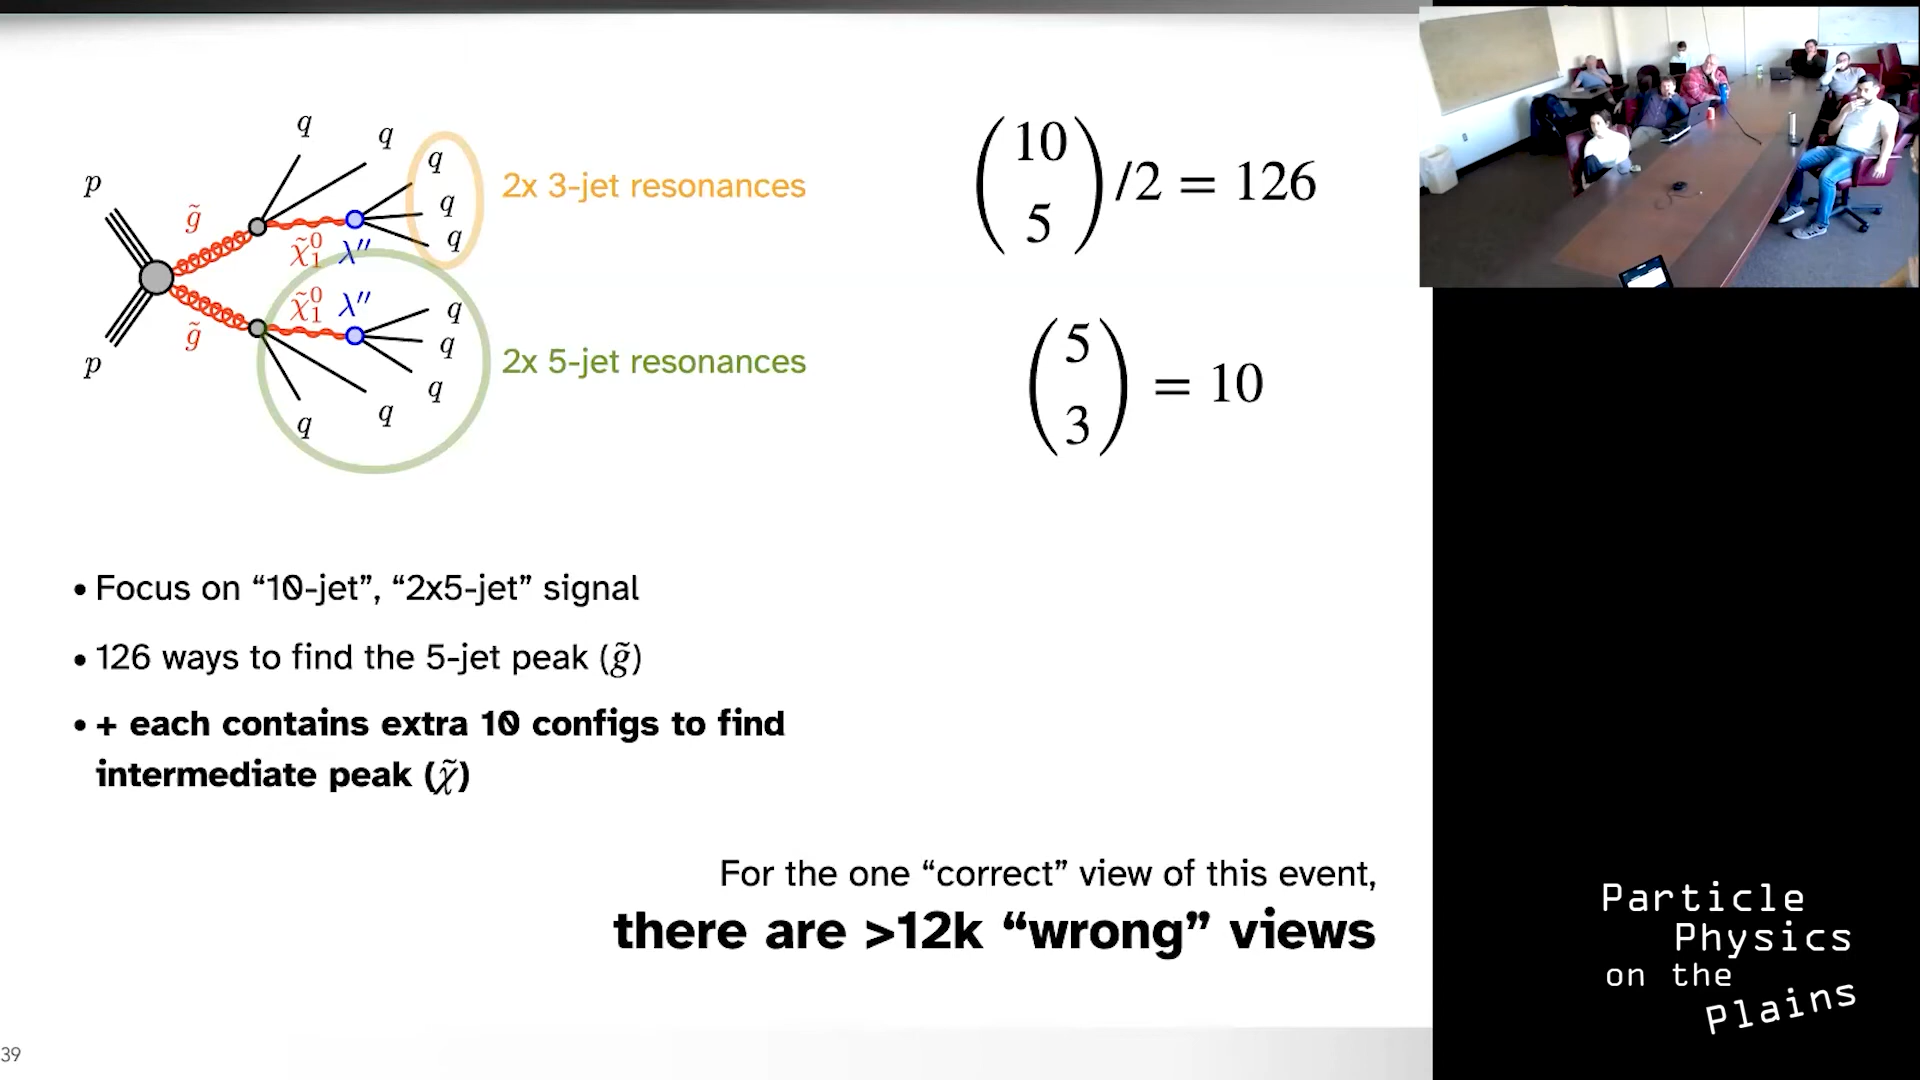 q
q
q
q
q
p
g̃
χ̃⁰₁ λ′′
2x 3-jet resonances
χ̃⁰₁ λ′′
g̃
p
q
q
q
q
q
2x 5-jet resonances
(10 5)/2 = 126
(5 3) = 10
• Focus on “10-jet”, “2x5-jet” signal
• 126 ways to find the 5-jet peak (g̃)
• + each contains extra 10 configs to find
intermediate peak (χ̃)
For the one “correct” view of this event,
there are >12k “wrong” views
39
Particle
Physics
on the
Plains